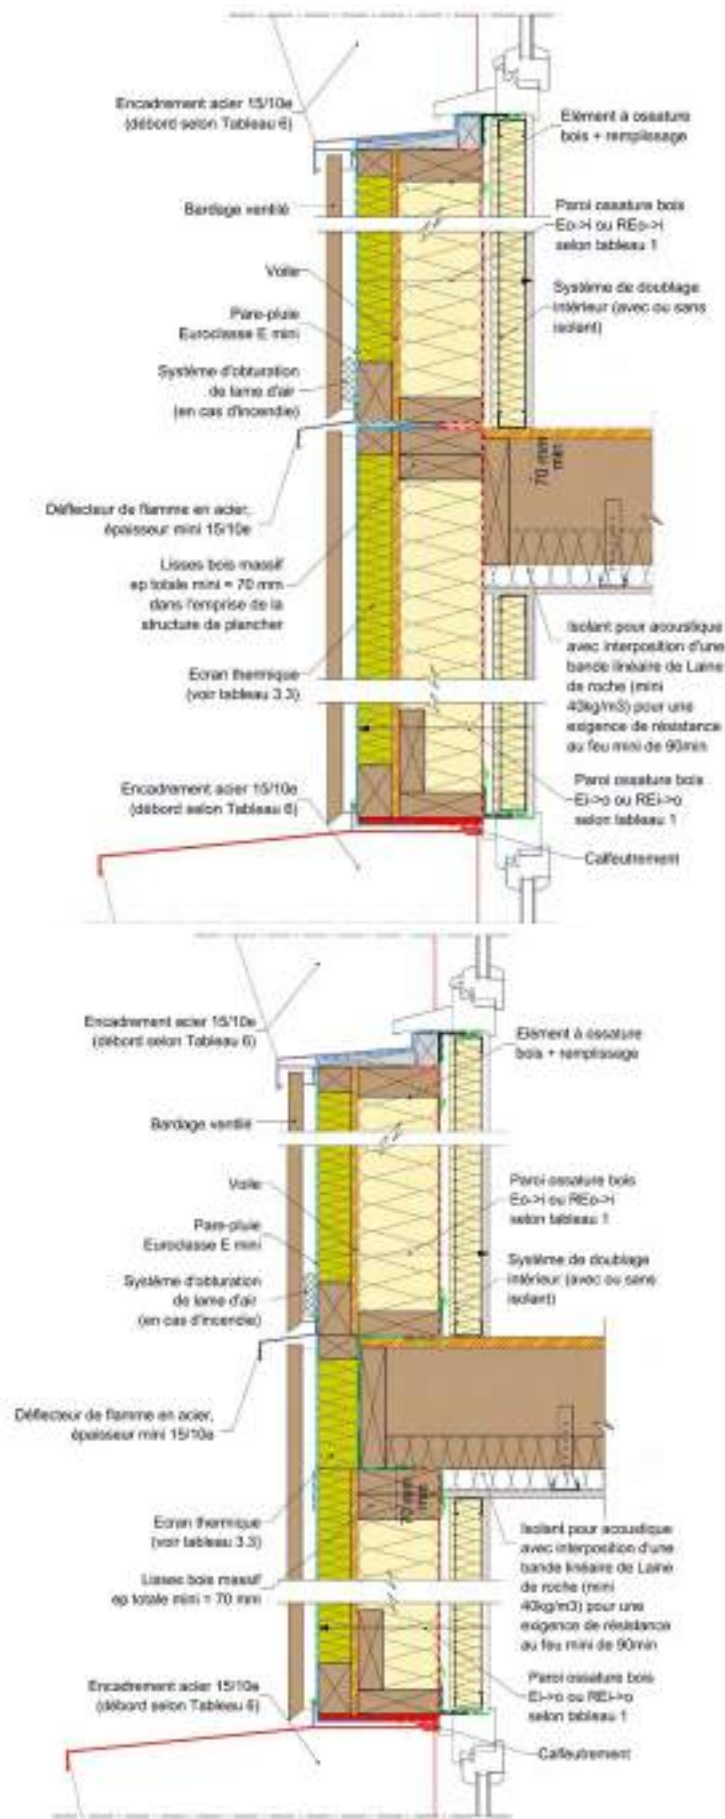 Encadrement acier 15/10e
(débord selon Tableau 6)
Elément à ossature
bois + remplissage
Bardage ventilé
Paroi ossature bois
Eo->i ou REo->i
selon tableau 1
Voile
Système de doublage
intérieur (avec ou sans
isolant)
Pare-pluie
Euroclasse E mini
Système d'obturation
de lame d'air
(en cas d'incendie)
70 mm
min
Déflecteur de flamme en acier,
épaisseur mini 15/10e
Lisses bois massif
ep totale mini = 70 mm
dans l'emprise de la
structure de plancher
Isolant pour acoustique
avec interposition d'une
bande linéaire de Laine
de roche (mini
40kg/m3) pour une
exigence de résistance
au feu mini de 90min
Ecran thermique
(voir tableau 3.3)
Encadrement acier 15/10e
(débord selon Tableau 6)
Paroi ossature bois
Ei->o ou REi->o
selon tableau 1
Calfeutrement
Encadrement acier 15/10e
(débord selon Tableau 6)
Elément à ossature
bois + remplissage
Bardage ventilé
Paroi ossature bois
Eo->i ou REo->i
selon tableau 1
Voile
Pare-pluie
Euroclasse E mini
Système de doublage
intérieur (avec ou sans
isolant)
Système d'obturation
de lame d'air
(en cas d'incendie)
Déflecteur de flamme en acier,
épaisseur mini 15/10e
70 mm
min
Ecran thermique
(voir tableau 3.3)
Isolant pour acoustique
avec interposition d'une
bande linéaire de Laine
de roche (mini
40kg/m3) pour une
exigence de résistance
au feu mini de 90min
Lisses bois massif
ep totale mini = 70 mm
Encadrement acier 15/10e
(débord selon Tableau 6)
Paroi ossature bois
Ei->o ou REi->o
selon tableau 1
Calfeutrement